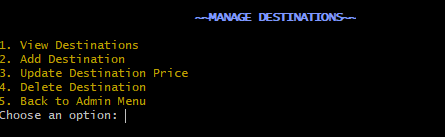 ~~MANAGE DESTINATIONS~~
1. View Destinations
2. Add Destination
3. Update Destination Price
4. Delete Destination
5. Back to Admin Menu
Choose an option: